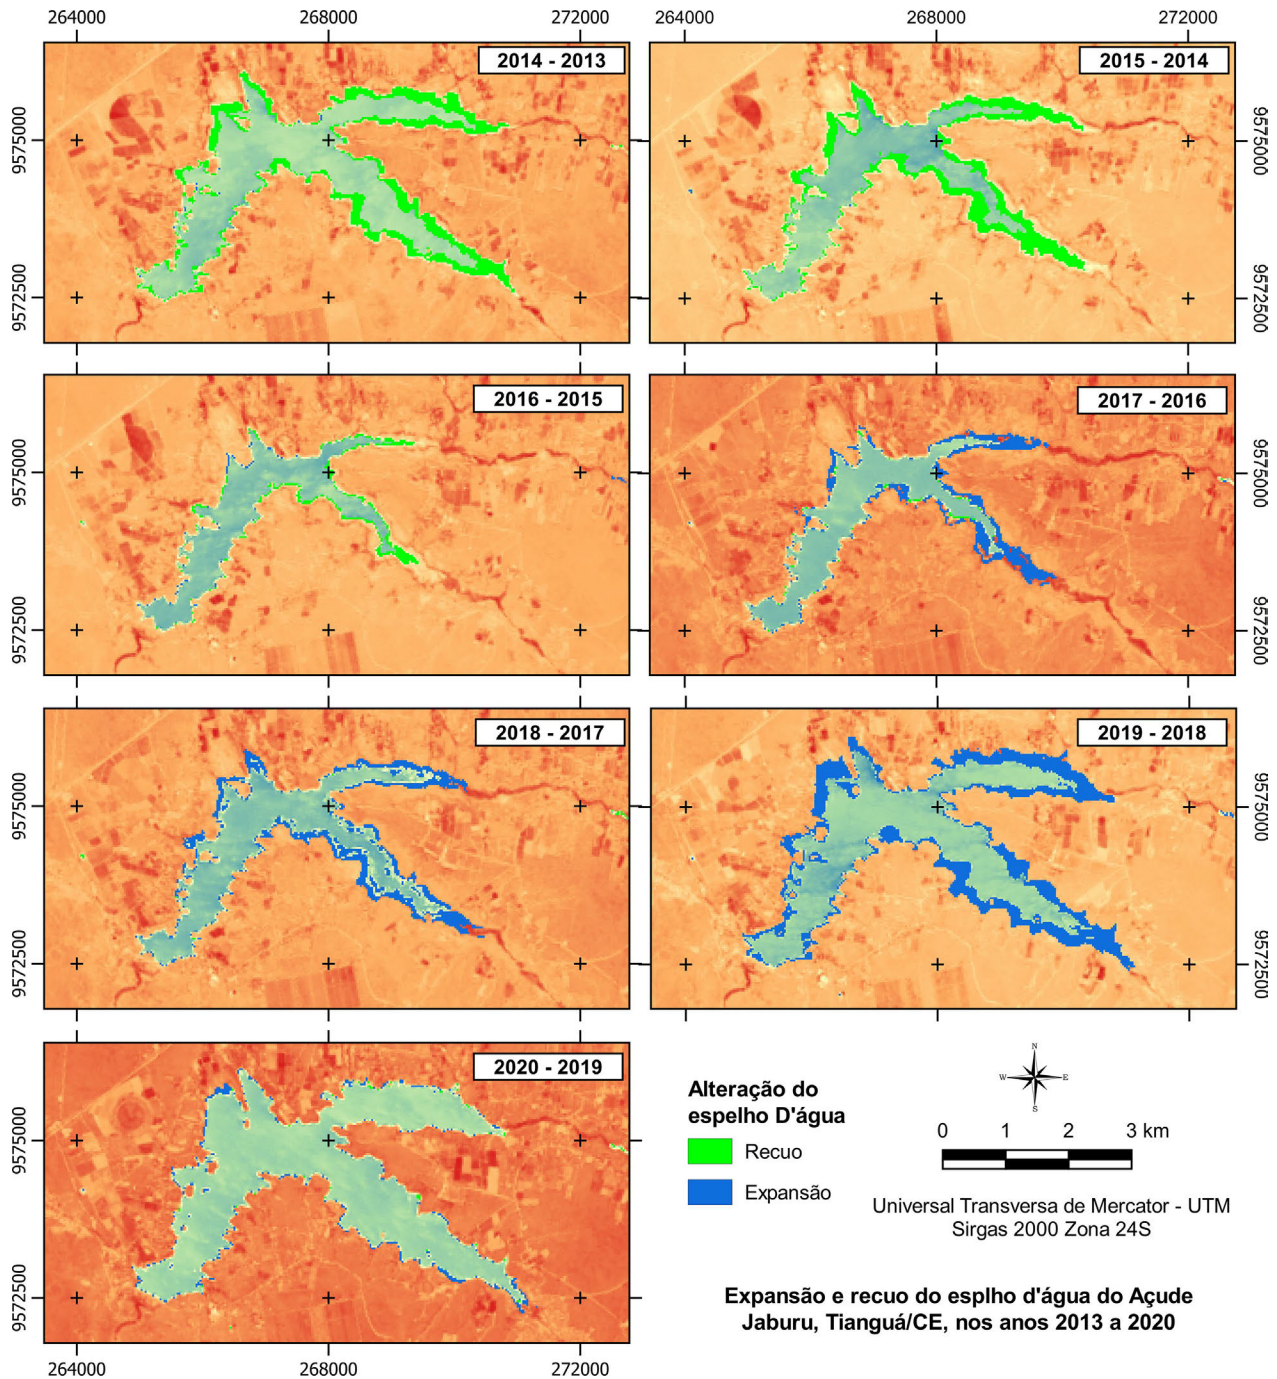 264000 268000 272000 264000 268000 272000
2014 - 2013
2015 - 2014
9575000
9575000
9572500
9572500
2016 - 2015
2017 - 2016
9575000
9575000
9572500
9572500
2018 - 2017
2019 - 2018
9575000
9575000
9572500
9572500
2020 - 2019
9575000
9572500
264000 268000 272000
N
W E
S
Alteração do
espelho D'água
Recuo
Expansão
0 1 2 3 km
Universal Transversa de Mercator - UTM
Sirgas 2000 Zona 24S
Expansão e recuo do esplho d'água do Açude
Jaburu, Tianguá/CE, nos anos 2013 a 2020